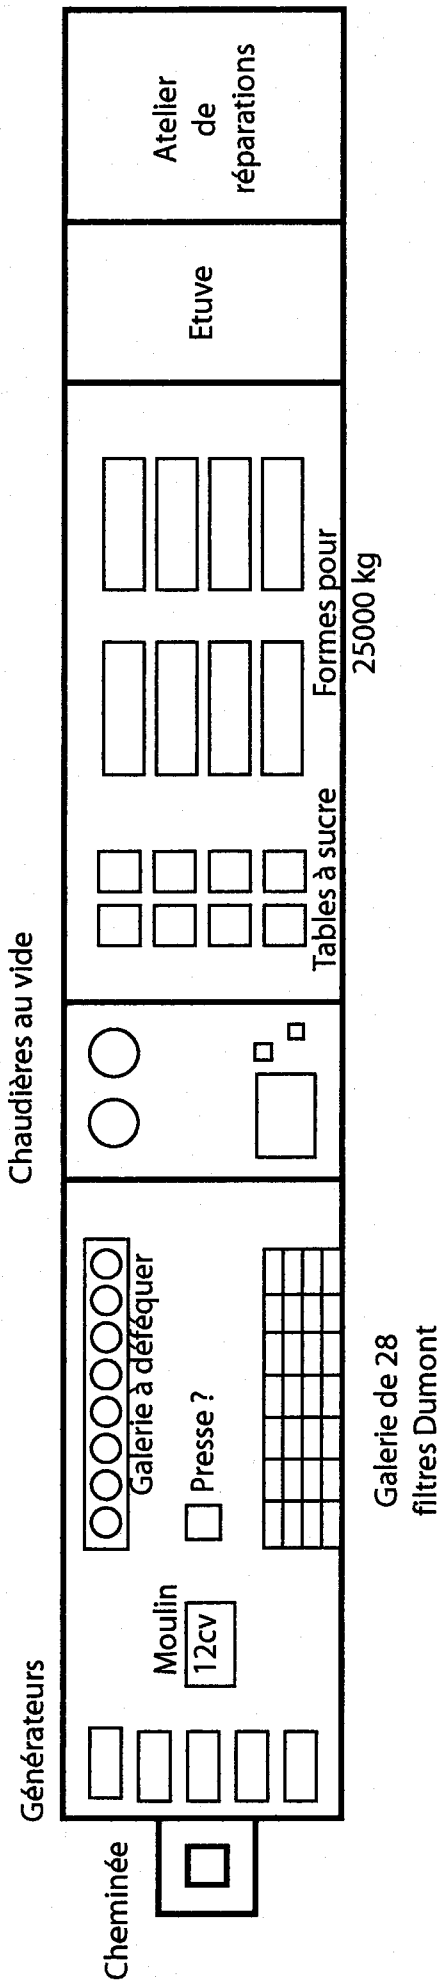 Cheminée
Générateurs
Moulin
12cv
Presse ?
Galerie à déféquer
Galerie de 28
filtres Dumont
Chaudières au vide
Tables à sucre
Formes pour
25000 kg
Etuve
Atelier
de
réparations